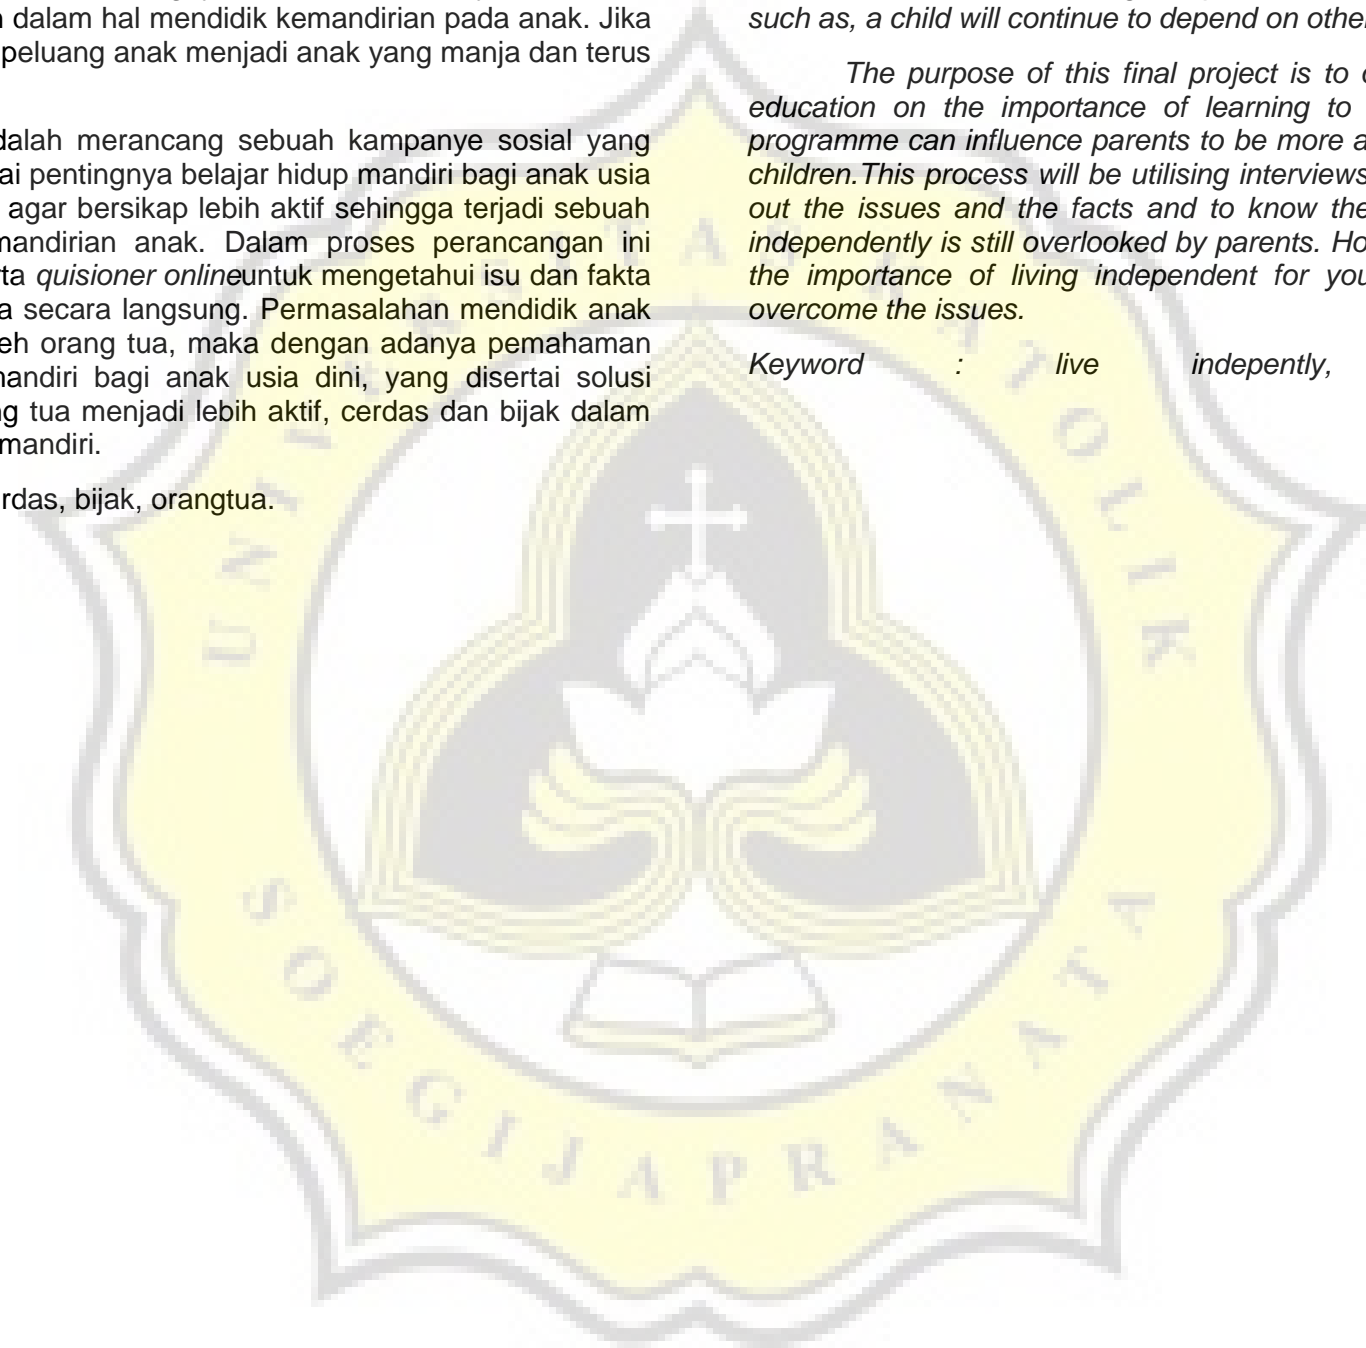 dalam hal mendidik kemandirian pada anak. Jika
peluang anak menjadi anak yang manja dan terus
dalah merancang sebuah kampanye sosial yang
ai pentingnya belajar hidup mandiri bagi anak usia
agar bersikap lebih aktif sehingga terjadi sebuah
mandirian anak. Dalam proses perancangan ini
rta quisioner onlineuntuk mengetahui isu dan fakta
a secara langsung. Permasalahan mendidik anak
eh orang tua, maka dengan adanya pemahaman
mandiri bagi anak usia dini, yang disertai solusi
ng tua menjadi lebih aktif, cerdas dan bijak dalam
mandiri.
rdas, bijak, orangtua.
such as, a child will continue to depend on other
The purpose of this final project is to
education on the importance of learning to
programme can influence parents to be more a
children.This process will be utilising interviews
out the issues and the facts and to know the
independently is still overlooked by parents. Ho
the importance of living independent for you
overcome the issues.
Keyword : live indepently,
UNIVERSITAS KATOLIK
SOEGIJAPRANATA